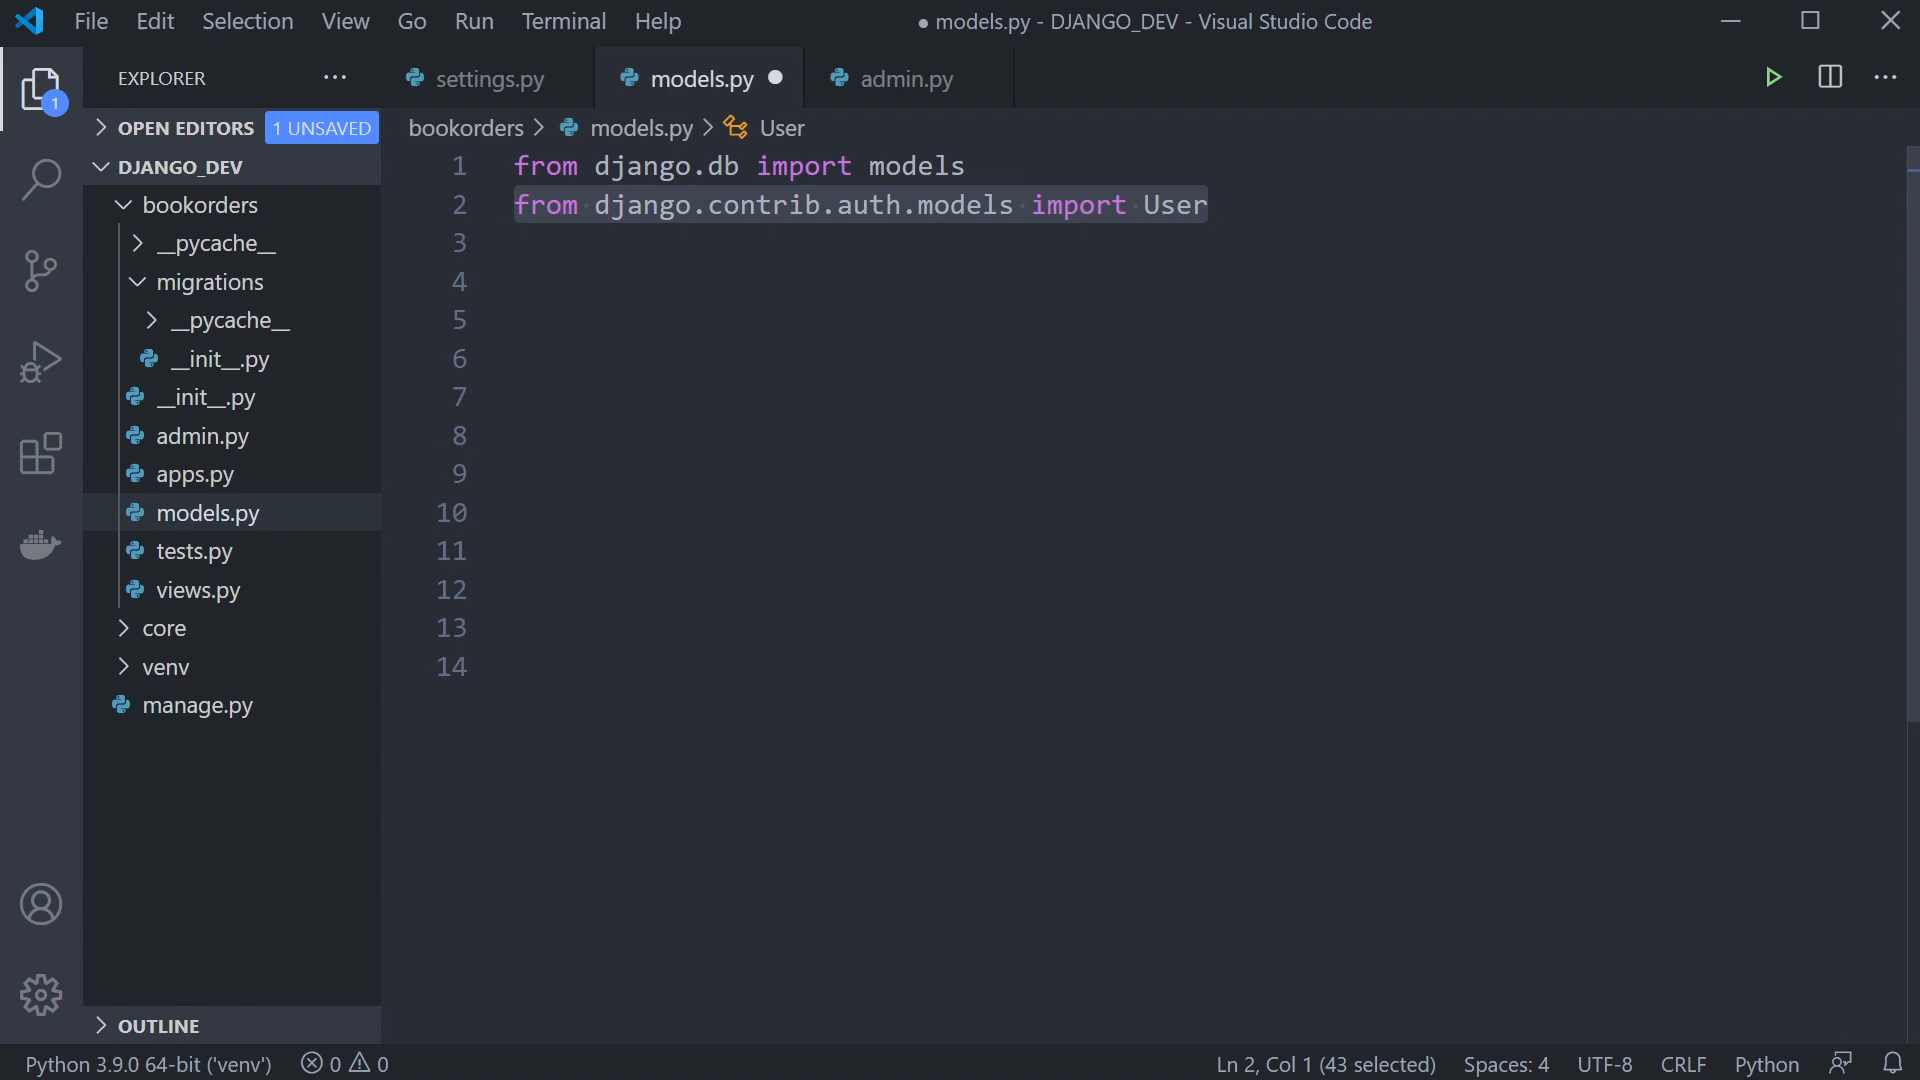 File Edit Selection View Go Run Terminal Help ● models.py - DJANGO_DEV - Visual Studio Code
EXPLORER ···
settings.py models.py ● admin.py
OPEN EDITORS 1 UNSAVED
bookorders > models.py > User
DJANGO_DEV
bookorders
__pycache__
migrations
__pycache__
__init__.py
__init__.py
admin.py
apps.py
models.py
tests.py
views.py
core
venv
manage.py
OUTLINE
1 from django.db import models
2 from django.contrib.auth.models import User
3
4
5
6
7
8
9
10
11
12
13
14
1
Python 3.9.0 64-bit ('venv') 0 0 Ln 2, Col 1 (43 selected) Spaces: 4 UTF-8 CRLF Python